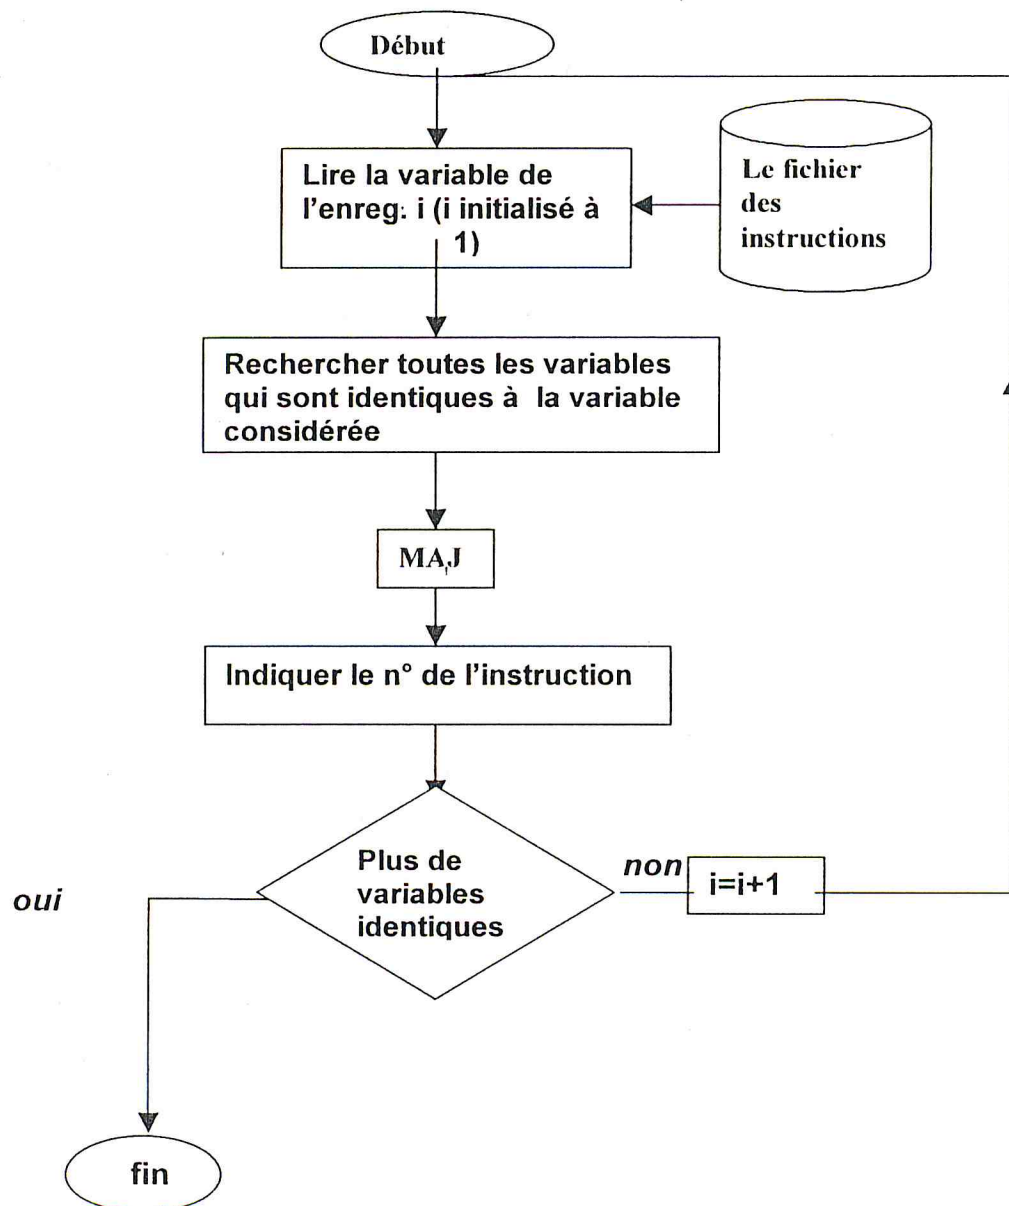 Début
Lire la variable de
l'enreg. i (i initialisé à
1)
Le fichier
des
instructions
Rechercher toutes les variables
qui sont identiques à la variable
considérée
MAJ
Indiquer le n° de l'instruction
Plus de
variables
identiques
non
i=i+1
oui
fin